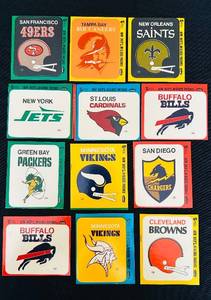 SAN FRANCISCO
49ERS
TAMPA BAY
BUCCANEERS
NEW ORLEANS
SAINTS
NEW YORK
JETS
ST. LOUIS
CARDINALS
BUFFALO
BILLS
GREEN BAY
PACKERS
MINNESOTA
VIKINGS
SAN DIEGO
CHARGERS
BUFFALO
BILLS
MINNESOTA
VIKINGS
CLEVELAND
BROWNS